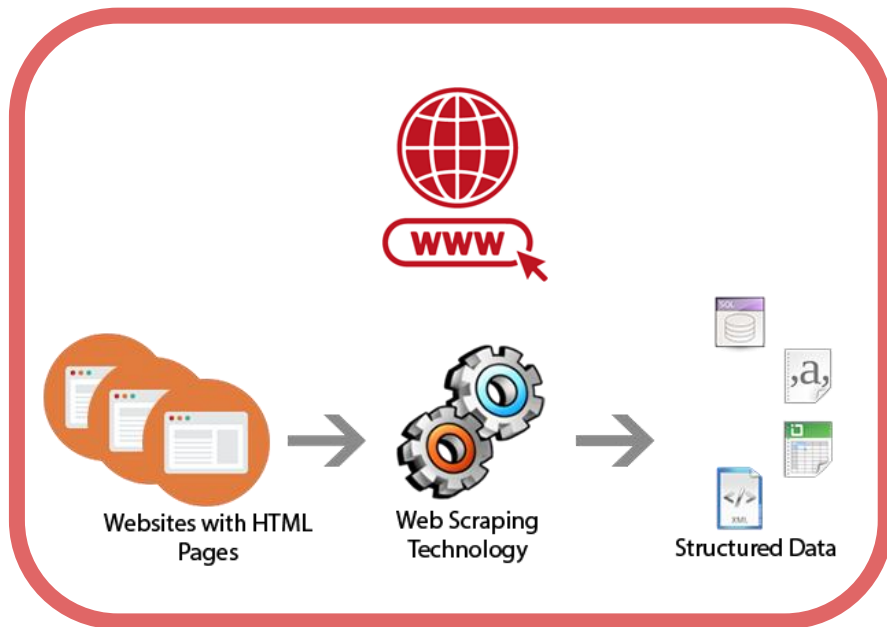 WWW
SQL
,a,
XML
Websites with HTML
Pages
Web Scraping
Technology
Structured Data